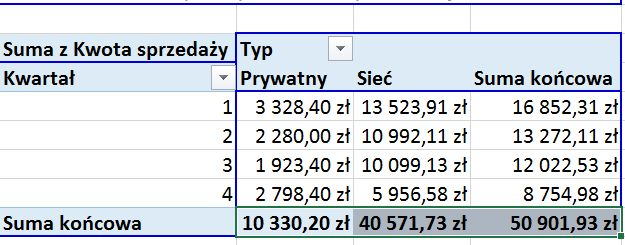 Suma z Kwota sprzedaży Typ
Kwartał Prywatny Sieć Suma końcowa
1 3 328,40 zł 13 523,91 zł 16 852,31 zł
2 2 280,00 zł 10 992,11 zł 13 272,11 zł
3 1 923,40 zł 10 099,13 zł 12 022,53 zł
4 2 798,40 zł 5 956,58 zł 8 754,98 zł
Suma końcowa 10 330,20 zł 40 571,73 zł 50 901,93 zł